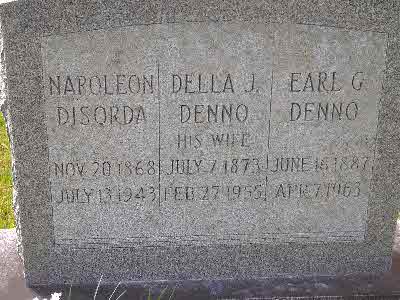 NAPOLEON
DISORDA
NOV. 20 1868
JULY 13 1943
DELLA J.
DENNO
HIS WIFE
JULY 7 1873
FEB 27 1955
EARL G.
DENNO
JUNE 16 1887
APR 7 1963